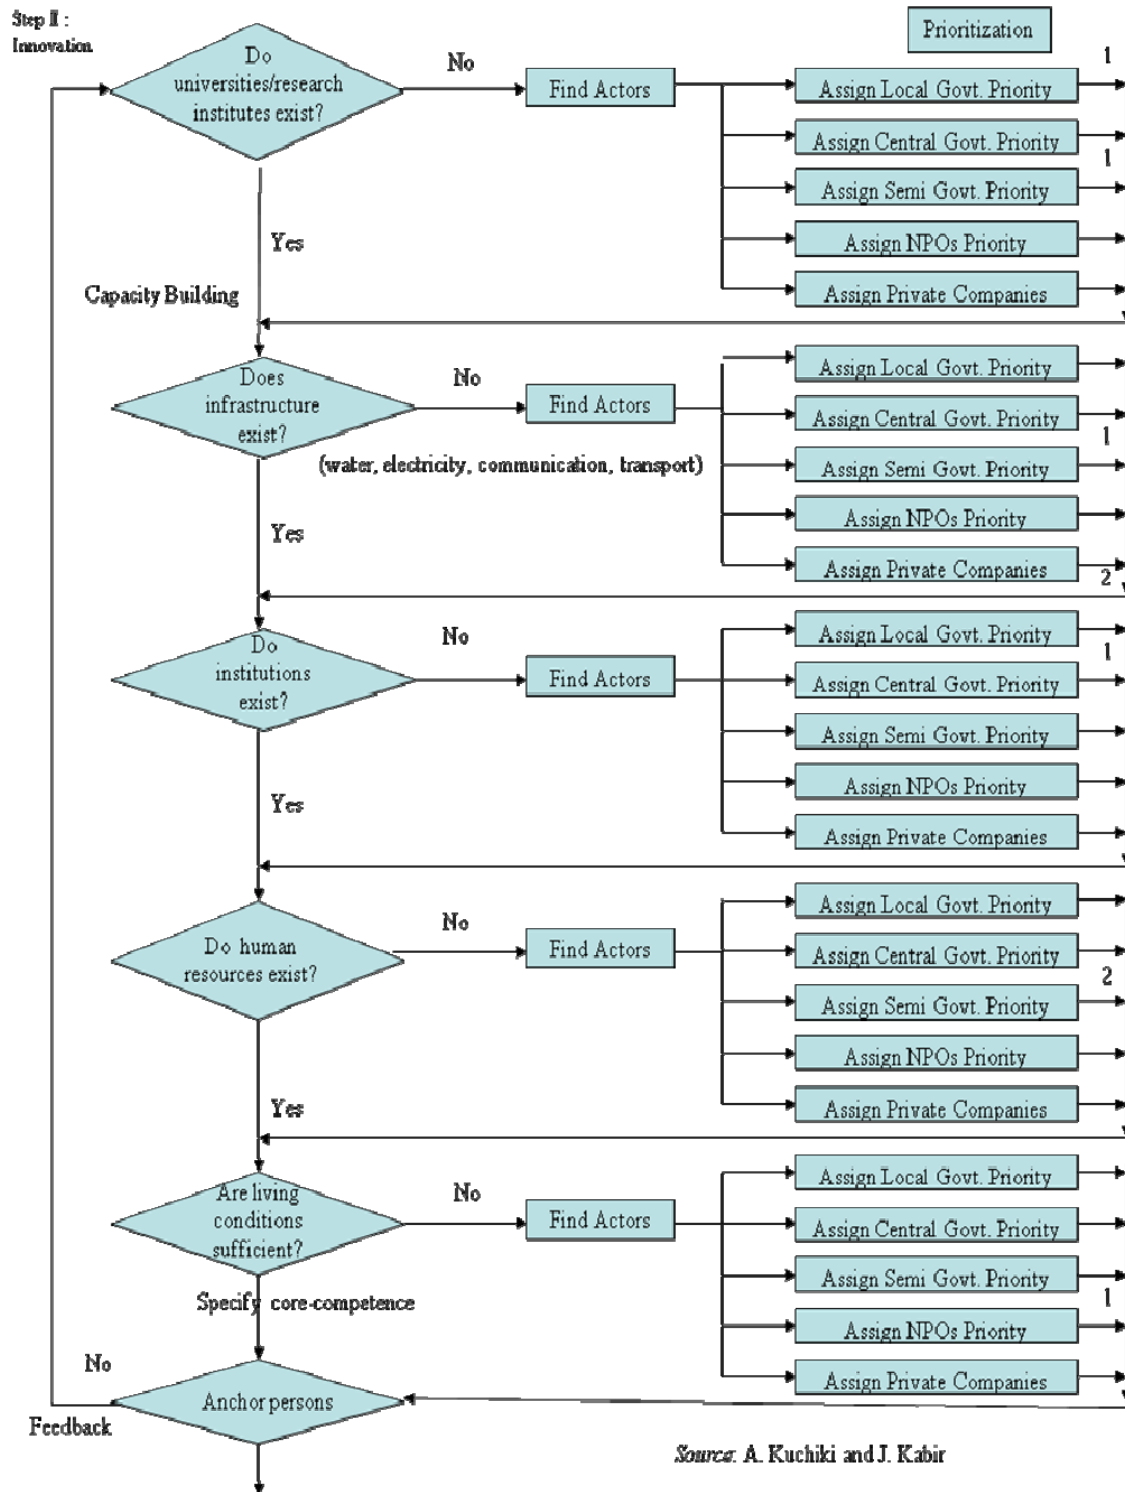 Step II :
Innovation
Prioritization
Do
universities/research
institutes exist?
No
Find Actors
1
Assign Local Govt. Priority
Assign Central Govt. Priority
1
Assign Semi Govt. Priority
Assign NPOs Priority
Assign Private Companies
Yes
Capacity Building
Does
infrastructure
exist?
No
Find Actors
(water, electricity, communication, transport)
Assign Local Govt. Priority
Assign Central Govt. Priority
1
Assign Semi Govt. Priority
Assign NPOs Priority
Assign Private Companies
2
Yes
Do
institutions
exist?
No
Find Actors
Assign Local Govt. Priority
1
Assign Central Govt. Priority
Assign Semi Govt. Priority
Assign NPOs Priority
Assign Private Companies
Yes
Do human
resources exist?
No
Find Actors
Assign Local Govt. Priority
Assign Central Govt. Priority
2
Assign Semi Govt. Priority
Assign NPOs Priority
Assign Private Companies
Yes
Are living
conditions
sufficient?
No
Find Actors
Assign Local Govt. Priority
Assign Central Govt. Priority
Assign Semi Govt. Priority
1
Assign NPOs Priority
Assign Private Companies
Specify core-competence
No
Anchor persons
Feedback
Source: A. Kuchiki and J. Kabir